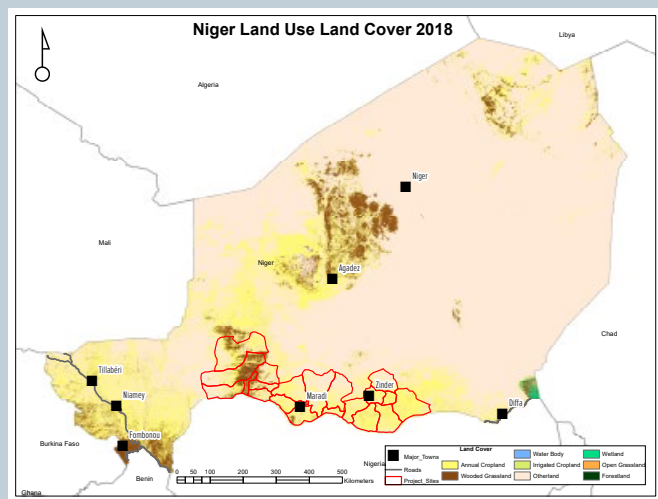 Niger Land Use Land Cover 2018
Libya
Algeria
Niger
Mali
Niger
Agadez
Chad
Tillabéri
Zinder
Niamey
Maradi
Diffa
Fombonou
Burkina Faso
Nigeria
Benin
Ghana
0 50 100 200 300 400 500
Kilometers
Land Cover
Major_Towns
Roads
Project_Sites
Annual Cropland
Wooded Grassland
Water Body
Irrigated Cropland
Otherland
Wetland
Open Grassland
Forestland